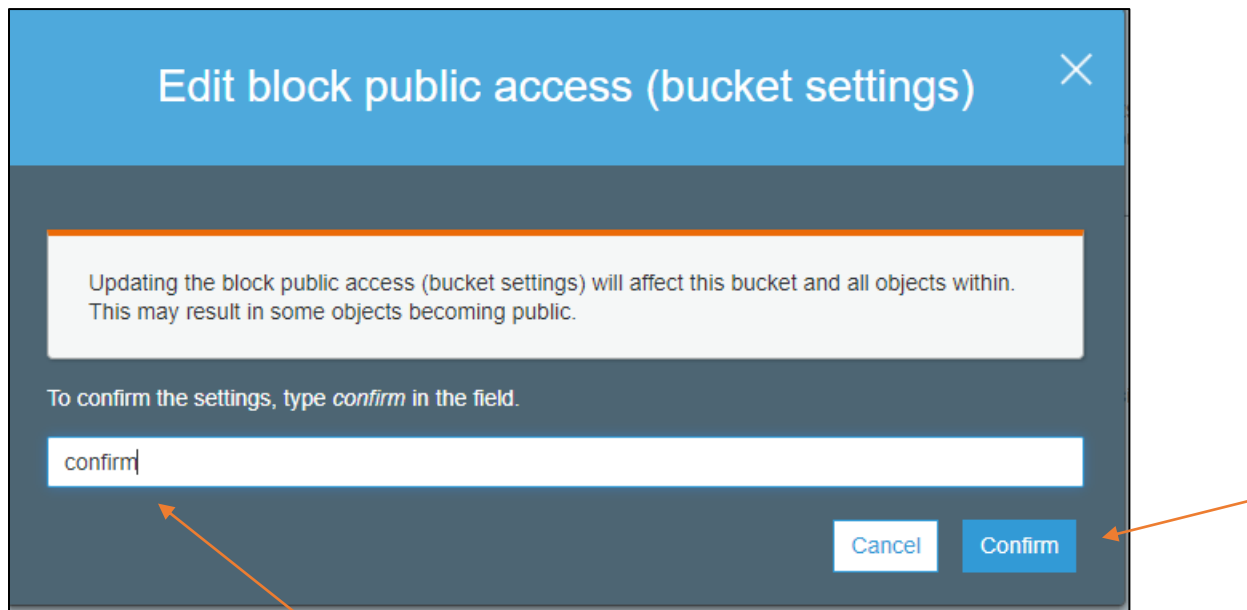 Edit block public access (bucket settings)
Updating the block public access (bucket settings) will affect this bucket and all objects within.
This may result in some objects becoming public.
To confirm the settings, type confirm in the field.
confirm
Cancel
Confirm